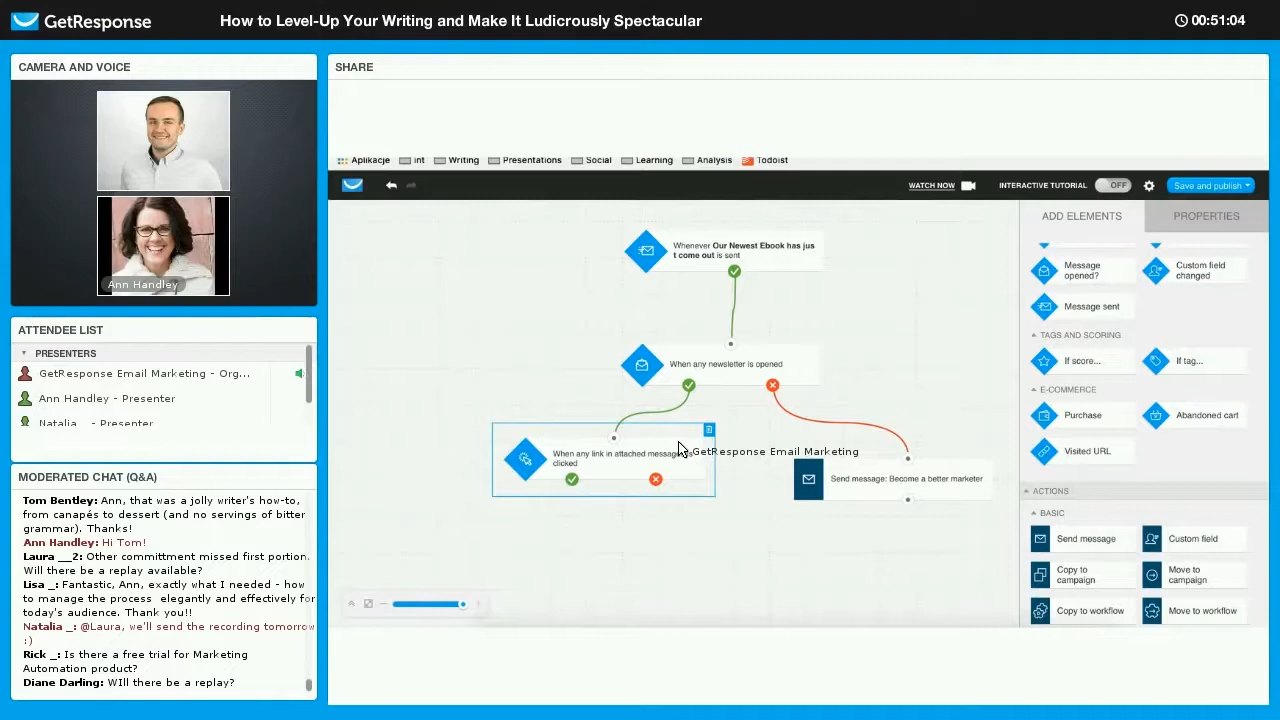 GetResponse
How to Level-Up Your Writing and Make It Ludicrously Spectacular
00:51:04
CAMERA AND VOICE
Ann Handley
ATTENDEE LIST
PRESENTERS
GetResponse Email Marketing - Org...
Ann Handley - Presenter
Natalia _ - Presenter
MODERATED CHAT (Q&A)
Tom Bentley: Ann, that was a jolly writer's how-to,
from canapés to dessert (and no servings of bitter
grammar). Thanks!
Ann Handley: Hi Tom!
Laura __2: Other committment missed first portion.
Will there be a replay available?
Lisa _: Fantastic, Ann, exactly what I needed - how
to manage the process elegantly and effectively for
today's audience. Thank you!!
Natalia _: @Laura, we'll send the recording tomorrow
:)
Rick _: Is there a free trial for Marketing
Automation product?
Diane Darling: WIll there be a replay?
SHARE
Aplikacje int Writing Presentations Social Learning Analysis Todoist
WATCH NOW INTERACTIVE TUTORIAL OFF Save and publish
Whenever Our Newest Ebook has jus
t come out is sent
When any newsletter is opened
When any link in attached message is
clicked
GetResponse Email Marketing
Send message: Become a better marketer
ADD ELEMENTS PROPERTIES
Message
opened?
Custom field
changed
Message sent
TAGS AND SCORING
If score... If tag...
E-COMMERCE
Purchase Abandoned cart
Visited URL
ACTIONS
BASIC
Send message Custom field
Copy to
campaign
Move to
campaign
Copy to workflow Move to workflow